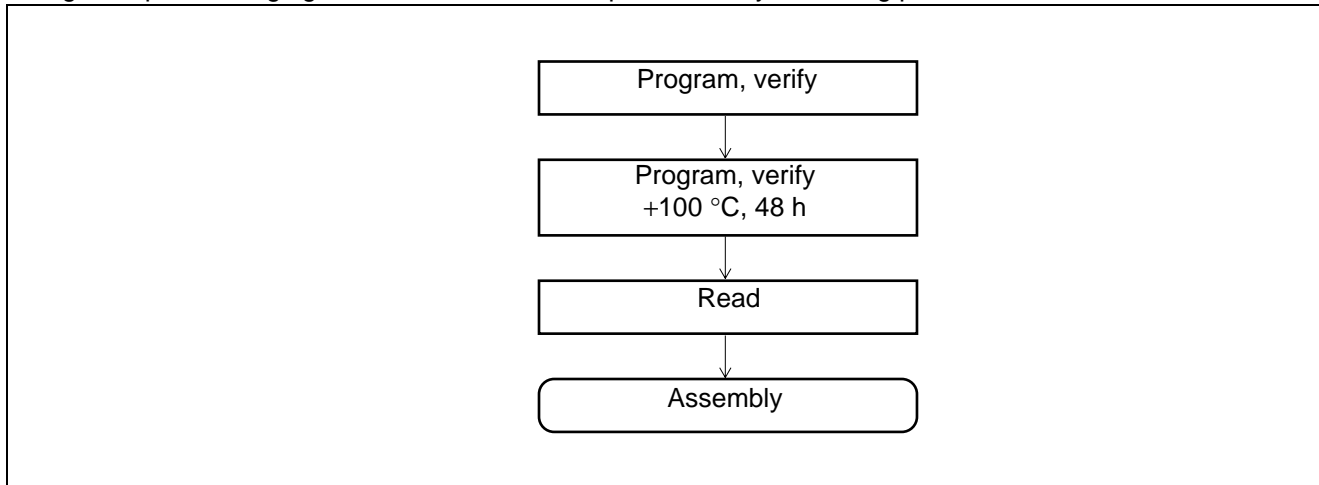 Program, verify
Program, verify
+100 °C, 48 h
Read
Assembly